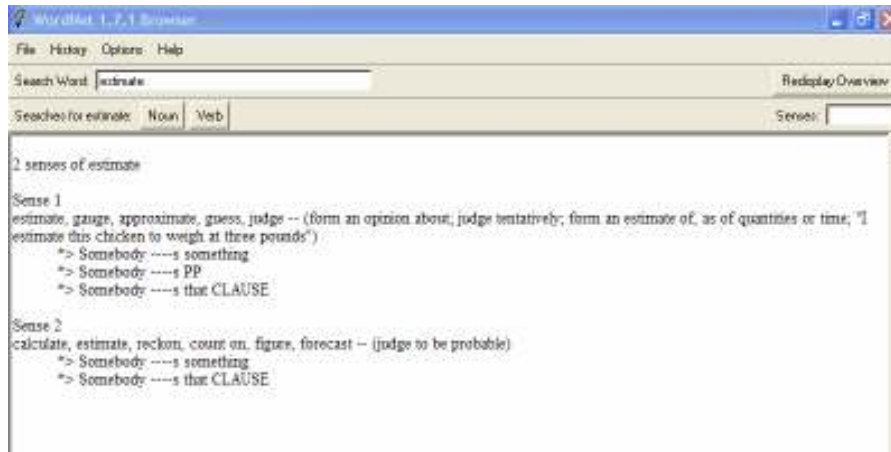 WordNet 1.7.1 Browser
File History Options Help
Search Word: estimate
Redisplay Overview
Searches for estimate: Noun Verb
Senses:
2 senses of estimate
Sense 1
estimate, gauge, approximate, guess, judge -- (form an opinion about; judge tentatively; form an estimate of, as of quantities or time; "I
estimate this chicken to weigh at three pounds")
*> Somebody ----s something
*> Somebody ----s PP
*> Somebody ----s that CLAUSE
Sense 2
calculate, estimate, reckon, count on, figure, forecast -- (judge to be probable)
*> Somebody ----s something
*> Somebody ----s that CLAUSE